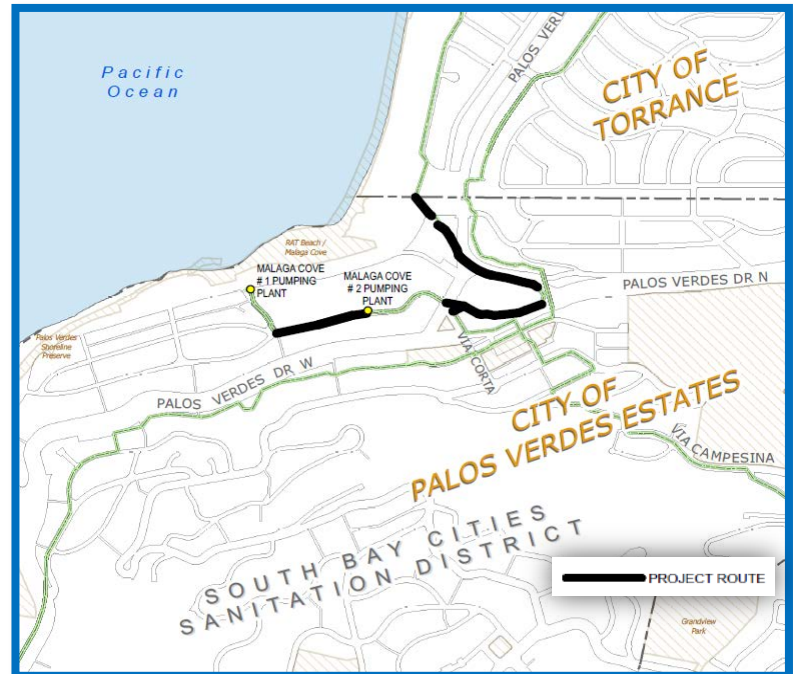 Pacific
Ocean
PALOS VERD
CITY OF
TORRANCE
RAT Beach /
Malaga Cove
MALAGA COVE
# 1 PUMPING
PLANT
MALAGA COVE
# 2 PUMPING
PLANT
PALOS VERDES DR N
Palos Verdes
Shoreline
Preserve
VIA CORTA
PALOS VERDES DR W
CITY OF
PALOS VERDES ESTATES
VIA CAMPESINA
SOUTH BAY CITIES
SANITATION DISTRICT
PROJECT ROUTE
Grandview
Park